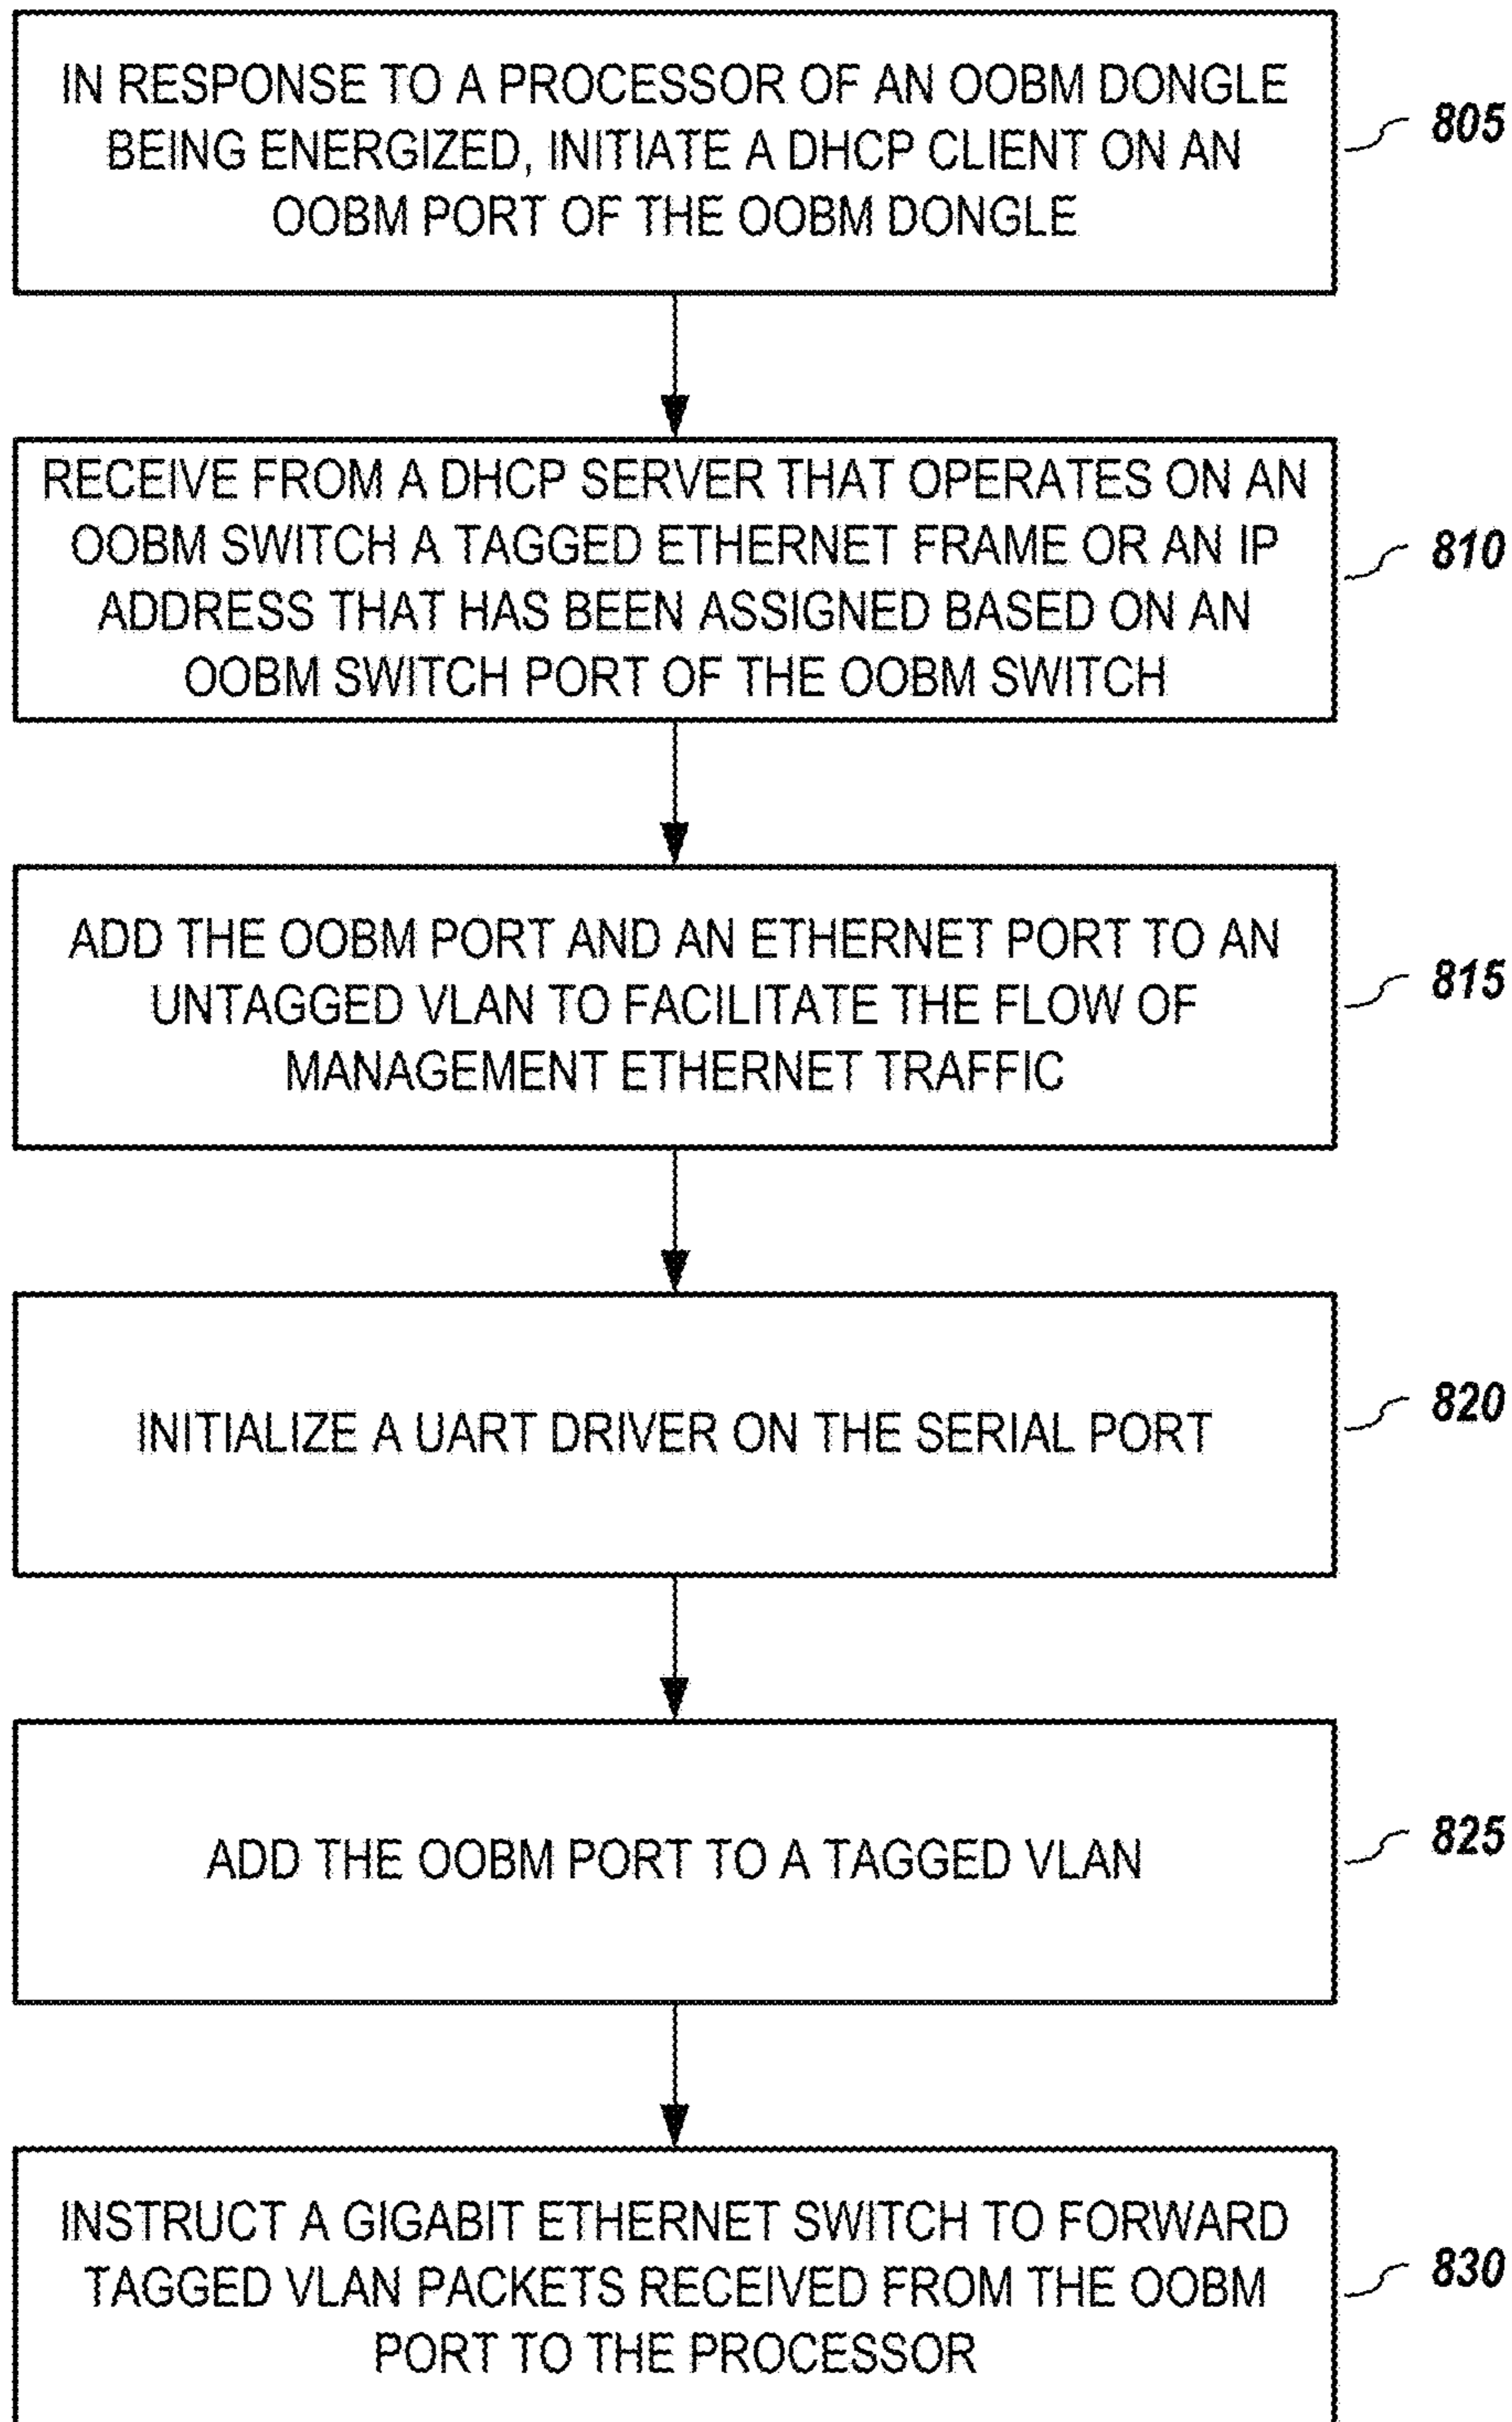 IN RESPONSE TO A PROCESSOR OF AN OOBM DONGLE
BEING ENERGIZED, INITIATE A DHCP CLIENT ON AN
OOBM PORT OF THE OOBM DONGLE
805
RECEIVE FROM A DHCP SERVER THAT OPERATES ON AN
OOBM SWITCH A TAGGED ETHERNET FRAME OR AN IP
ADDRESS THAT HAS BEEN ASSIGNED BASED ON AN
OOBM SWITCH PORT OF THE OOBM SWITCH
810
ADD THE OOBM PORT AND AN ETHERNET PORT TO AN
UNTAGGED VLAN TO FACILITATE THE FLOW OF
MANAGEMENT ETHERNET TRAFFIC
815
INITIALIZE A UART DRIVER ON THE SERIAL PORT
820
ADD THE OOBM PORT TO A TAGGED VLAN
825
INSTRUCT A GIGABIT ETHERNET SWITCH TO FORWARD
TAGGED VLAN PACKETS RECEIVED FROM THE OOBM
PORT TO THE PROCESSOR
830